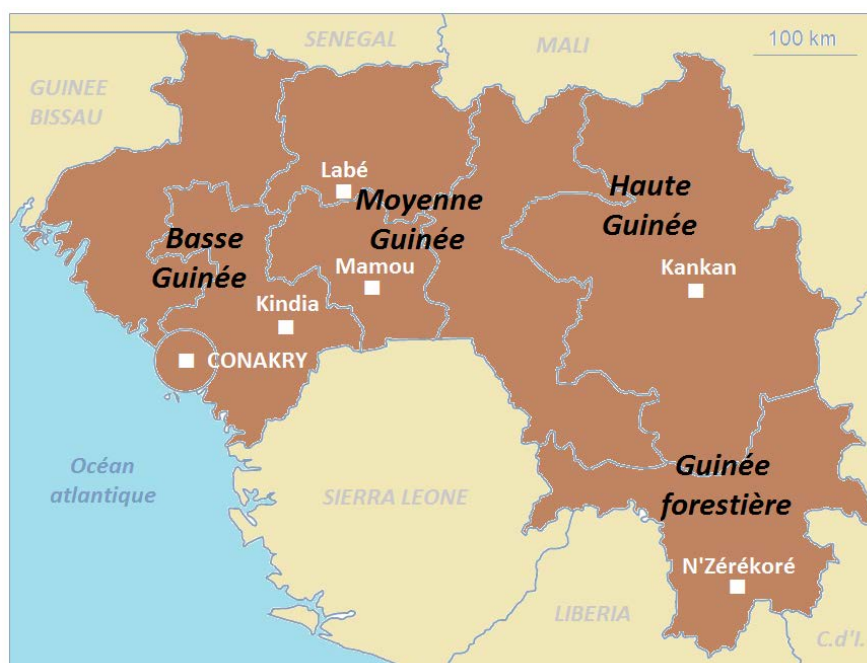 SENEGAL
MALI
100 km
GUINEE
BISSAU
Labé
Moyenne
Guinée
Haute
Guinée
Basse
Guinée
Mamou
Kankan
Kindia
CONAKRY
Océan
atlantique
SIERRA LEONE
Guinée
forestière
N'Zérékoré
LIBERIA
C.d'I.